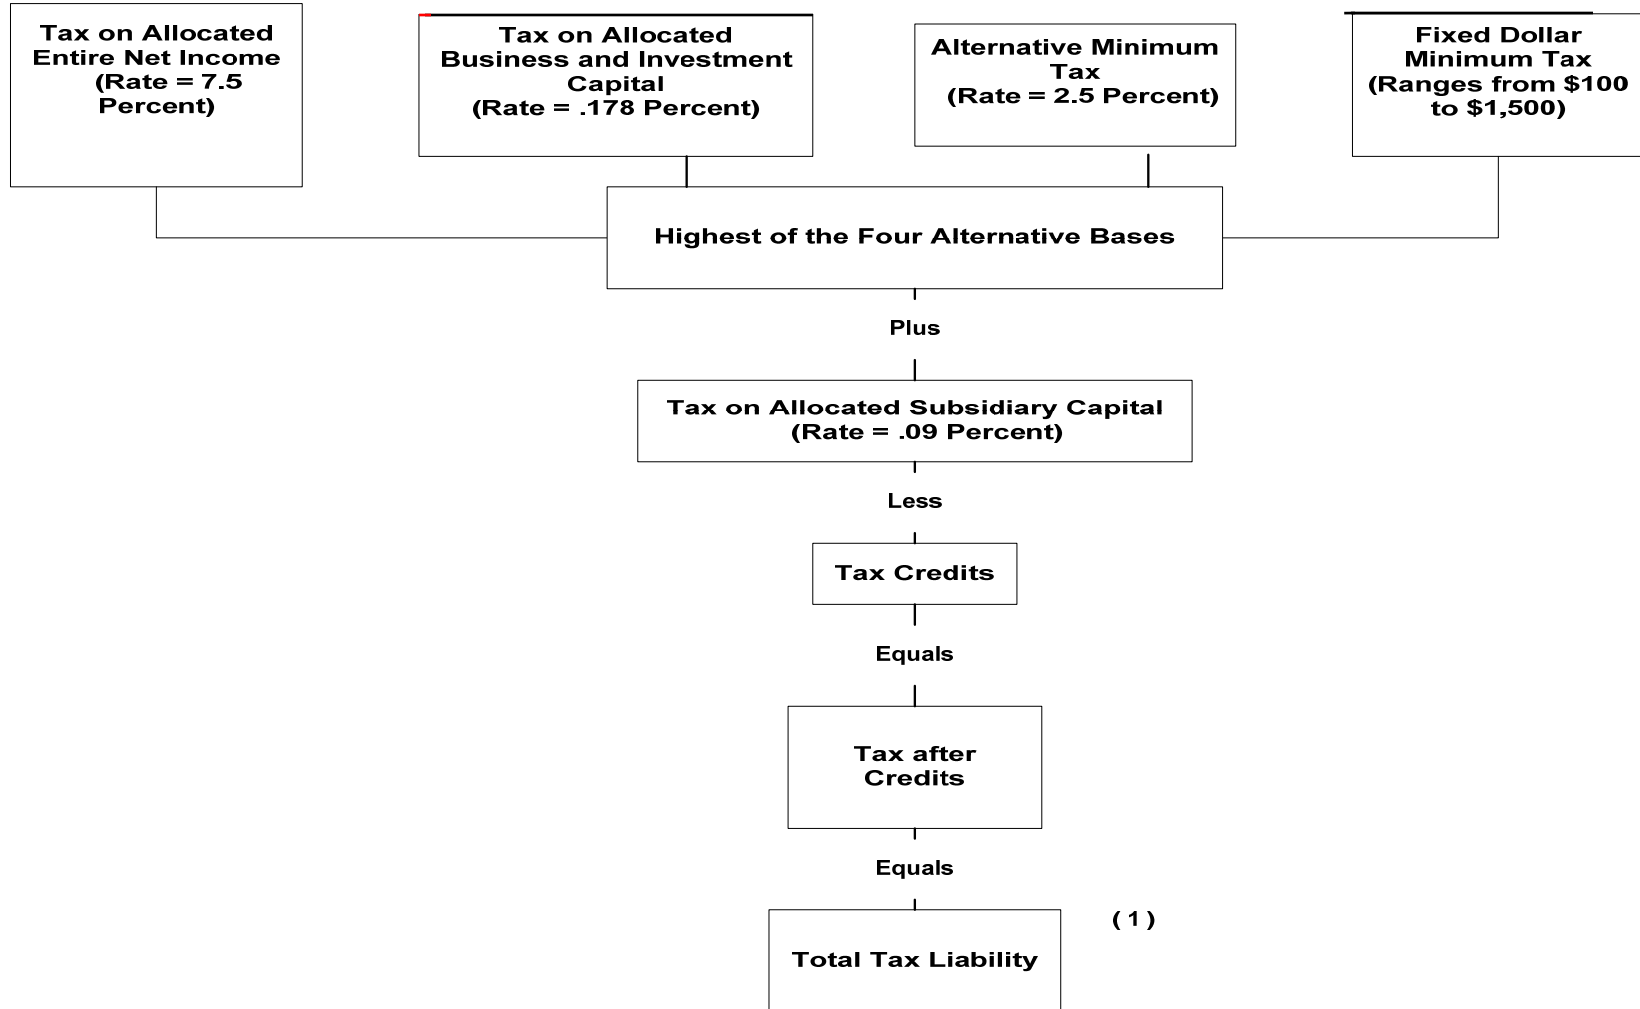 Tax on Allocated
Entire Net Income
(Rate = 7.5
Percent)
Tax on Allocated
Business and Investment
Capital
(Rate = .178 Percent)
Alternative Minimum
Tax
(Rate = 2.5 Percent)
Fixed Dollar
Minimum Tax
(Ranges from $100
to $1,500)
Highest of the Four Alternative Bases
Plus
Tax on Allocated Subsidiary Capital
(Rate = .09 Percent)
Less
Tax Credits
Equals
Tax after
Credits
Equals
(1)
Total Tax Liability